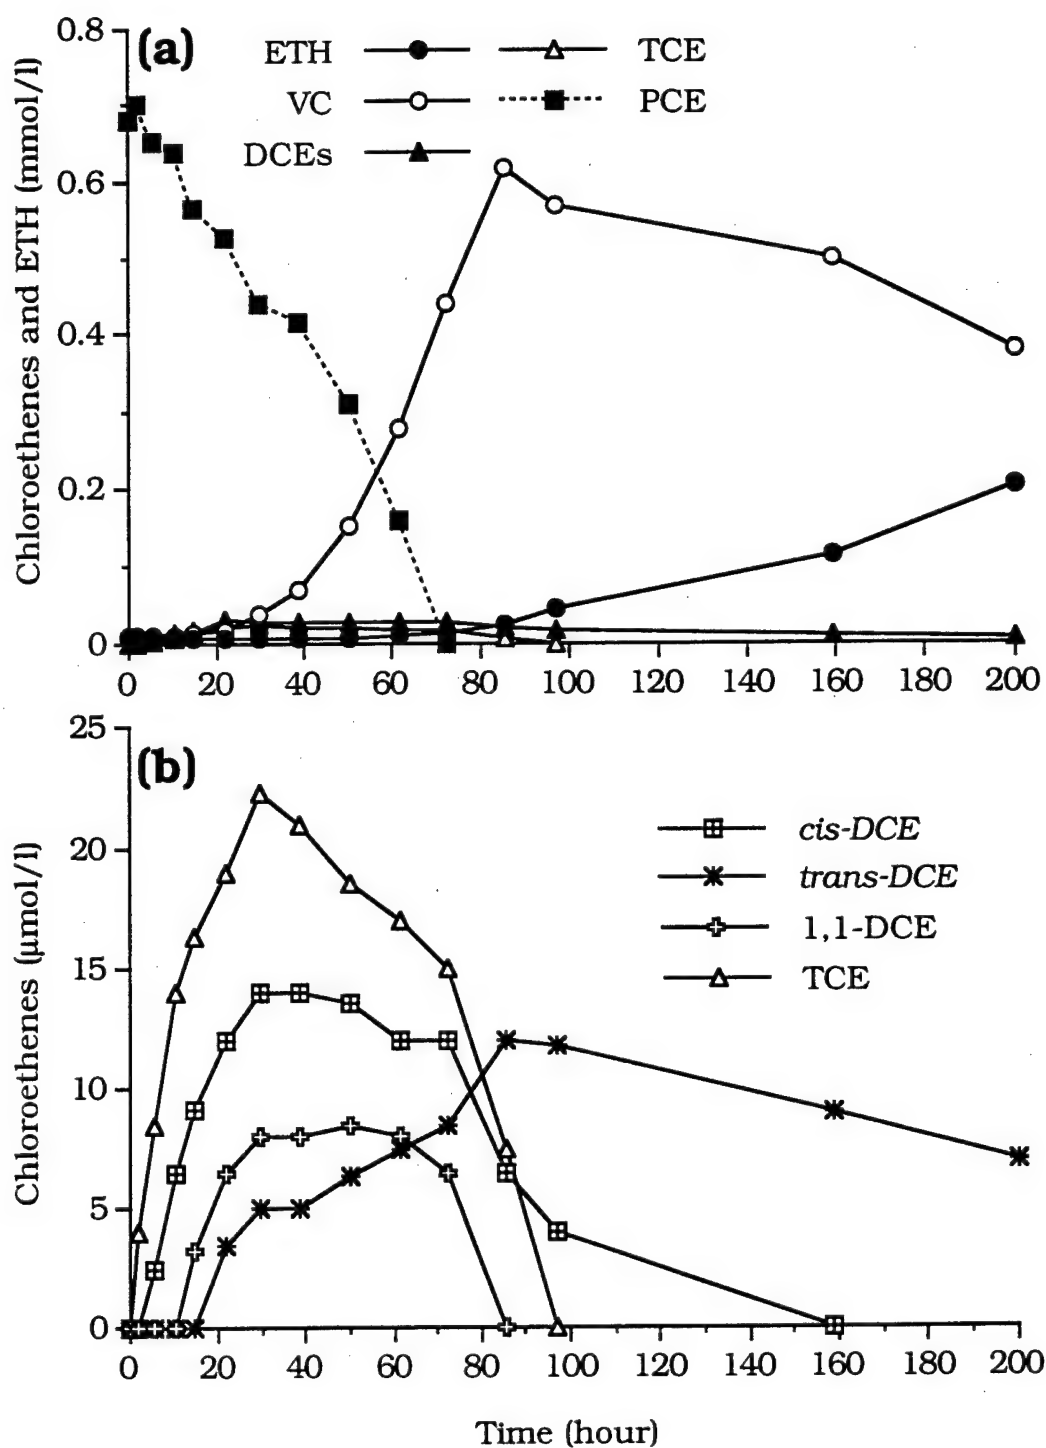 (a)
ETH TCE
VC PCE
DCEs
Chloroethenes and ETH (mmol/l)
0.8
0.6
0.4
0.2
0
0 20 40 60 80 100 120 140 160 180 200
(b)
cis-DCE
trans-DCE
1,1-DCE
TCE
Chloroethenes (µmol/l)
25
20
15
10
5
0
0 20 40 60 80 100 120 140 160 180 200
Time (hour)